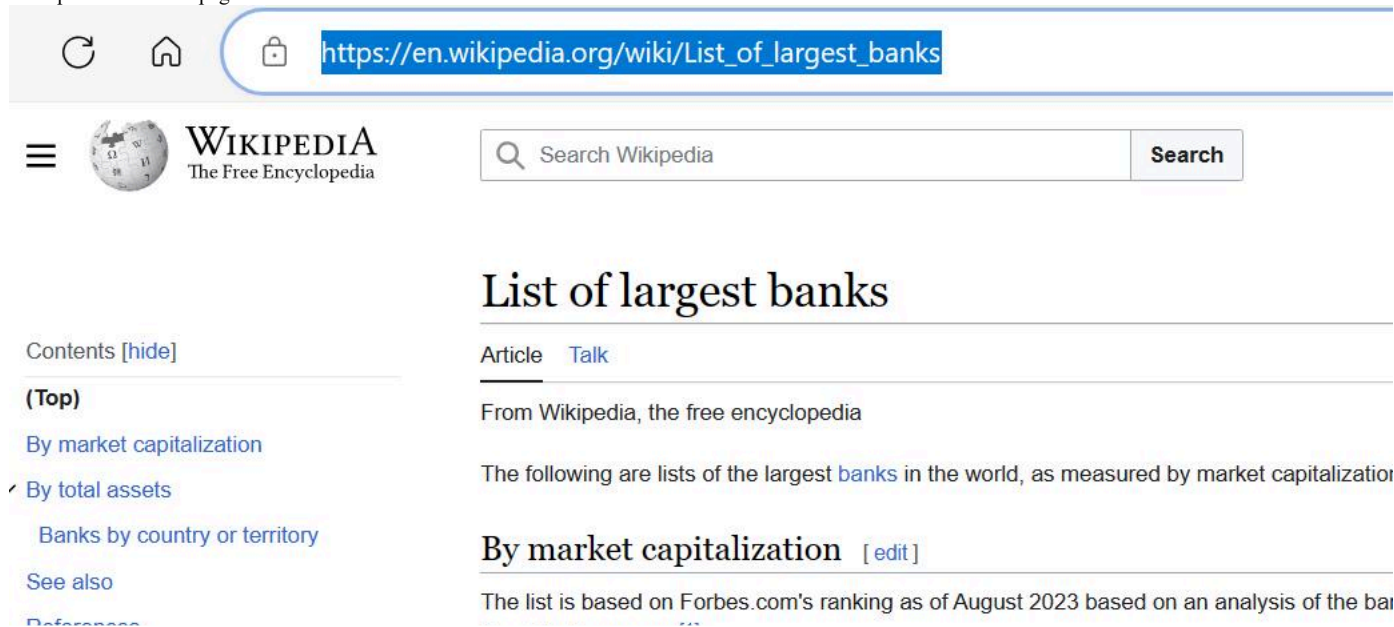 https://en.wikipedia.org/wiki/List_of_largest_banks
WIKIPEDIA
The Free Encyclopedia
Search Wikipedia
Search
List of largest banks
Contents [hide]
Article Talk
(Top)
From Wikipedia, the free encyclopedia
By market capitalization
The following are lists of the largest banks in the world, as measured by market capitalization
By total assets
Banks by country or territory
By market capitalization [ edit ]
See also
The list is based on Forbes.com's ranking as of August 2023 based on an analysis of the
References
[1]